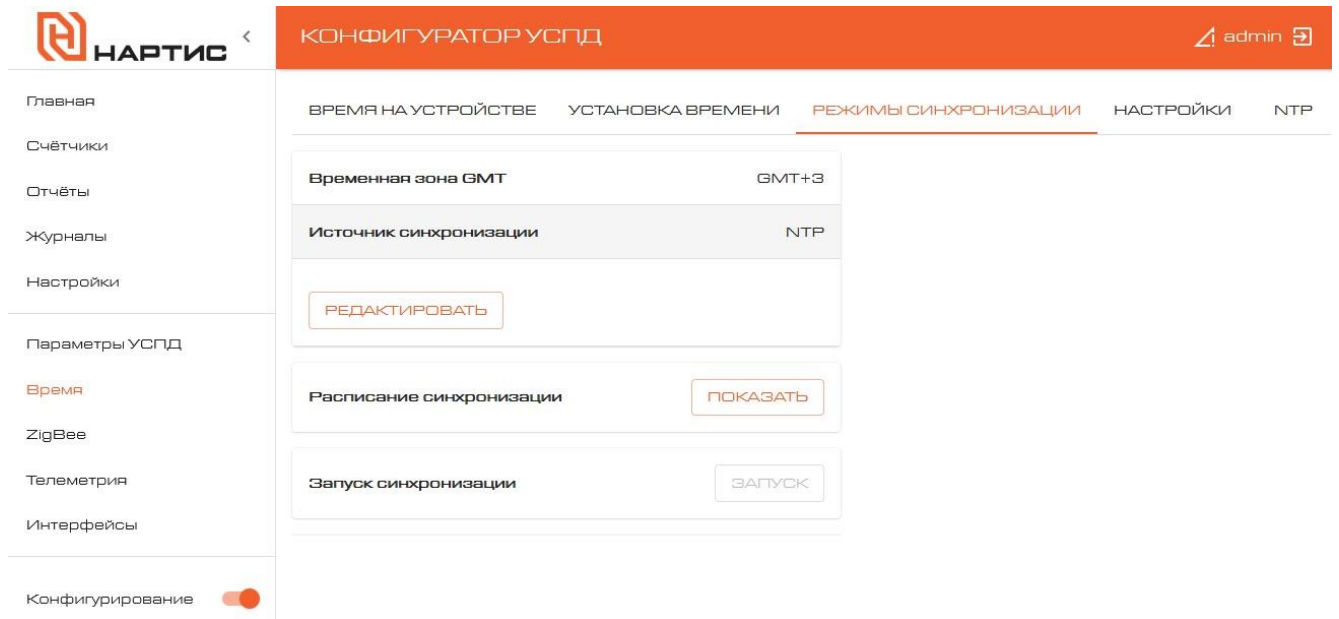 НАРТИС
КОНФИГУРАТОР УСПД
admin
Главная
Счётчики
Отчёты
Журналы
Настройки
Параметры УСПД
Время
ZigBee
Телеметрия
Интерфейсы
Конфигурирование
ВРЕМЯ НА УСТРОЙСТВЕ УСТАНОВКА ВРЕМЕНИ РЕЖИМЫ СИНХРОНИЗАЦИИ НАСТРОЙКИ NTP
Временная зона GMT GMT+3
Источник синхронизации NTP
РЕДАКТИРОВАТЬ
Расписание синхронизации ПОКАЗАТЬ
Запуск синхронизации ЗАПУСК